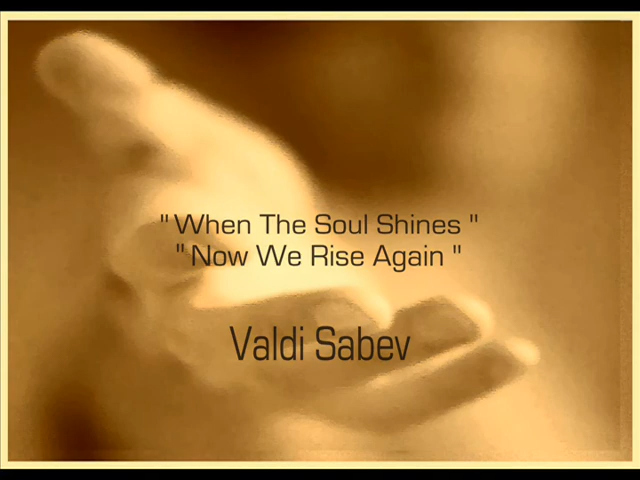 " When The Soul Shines "
" Now We Rise Again "
Valdi Sabev